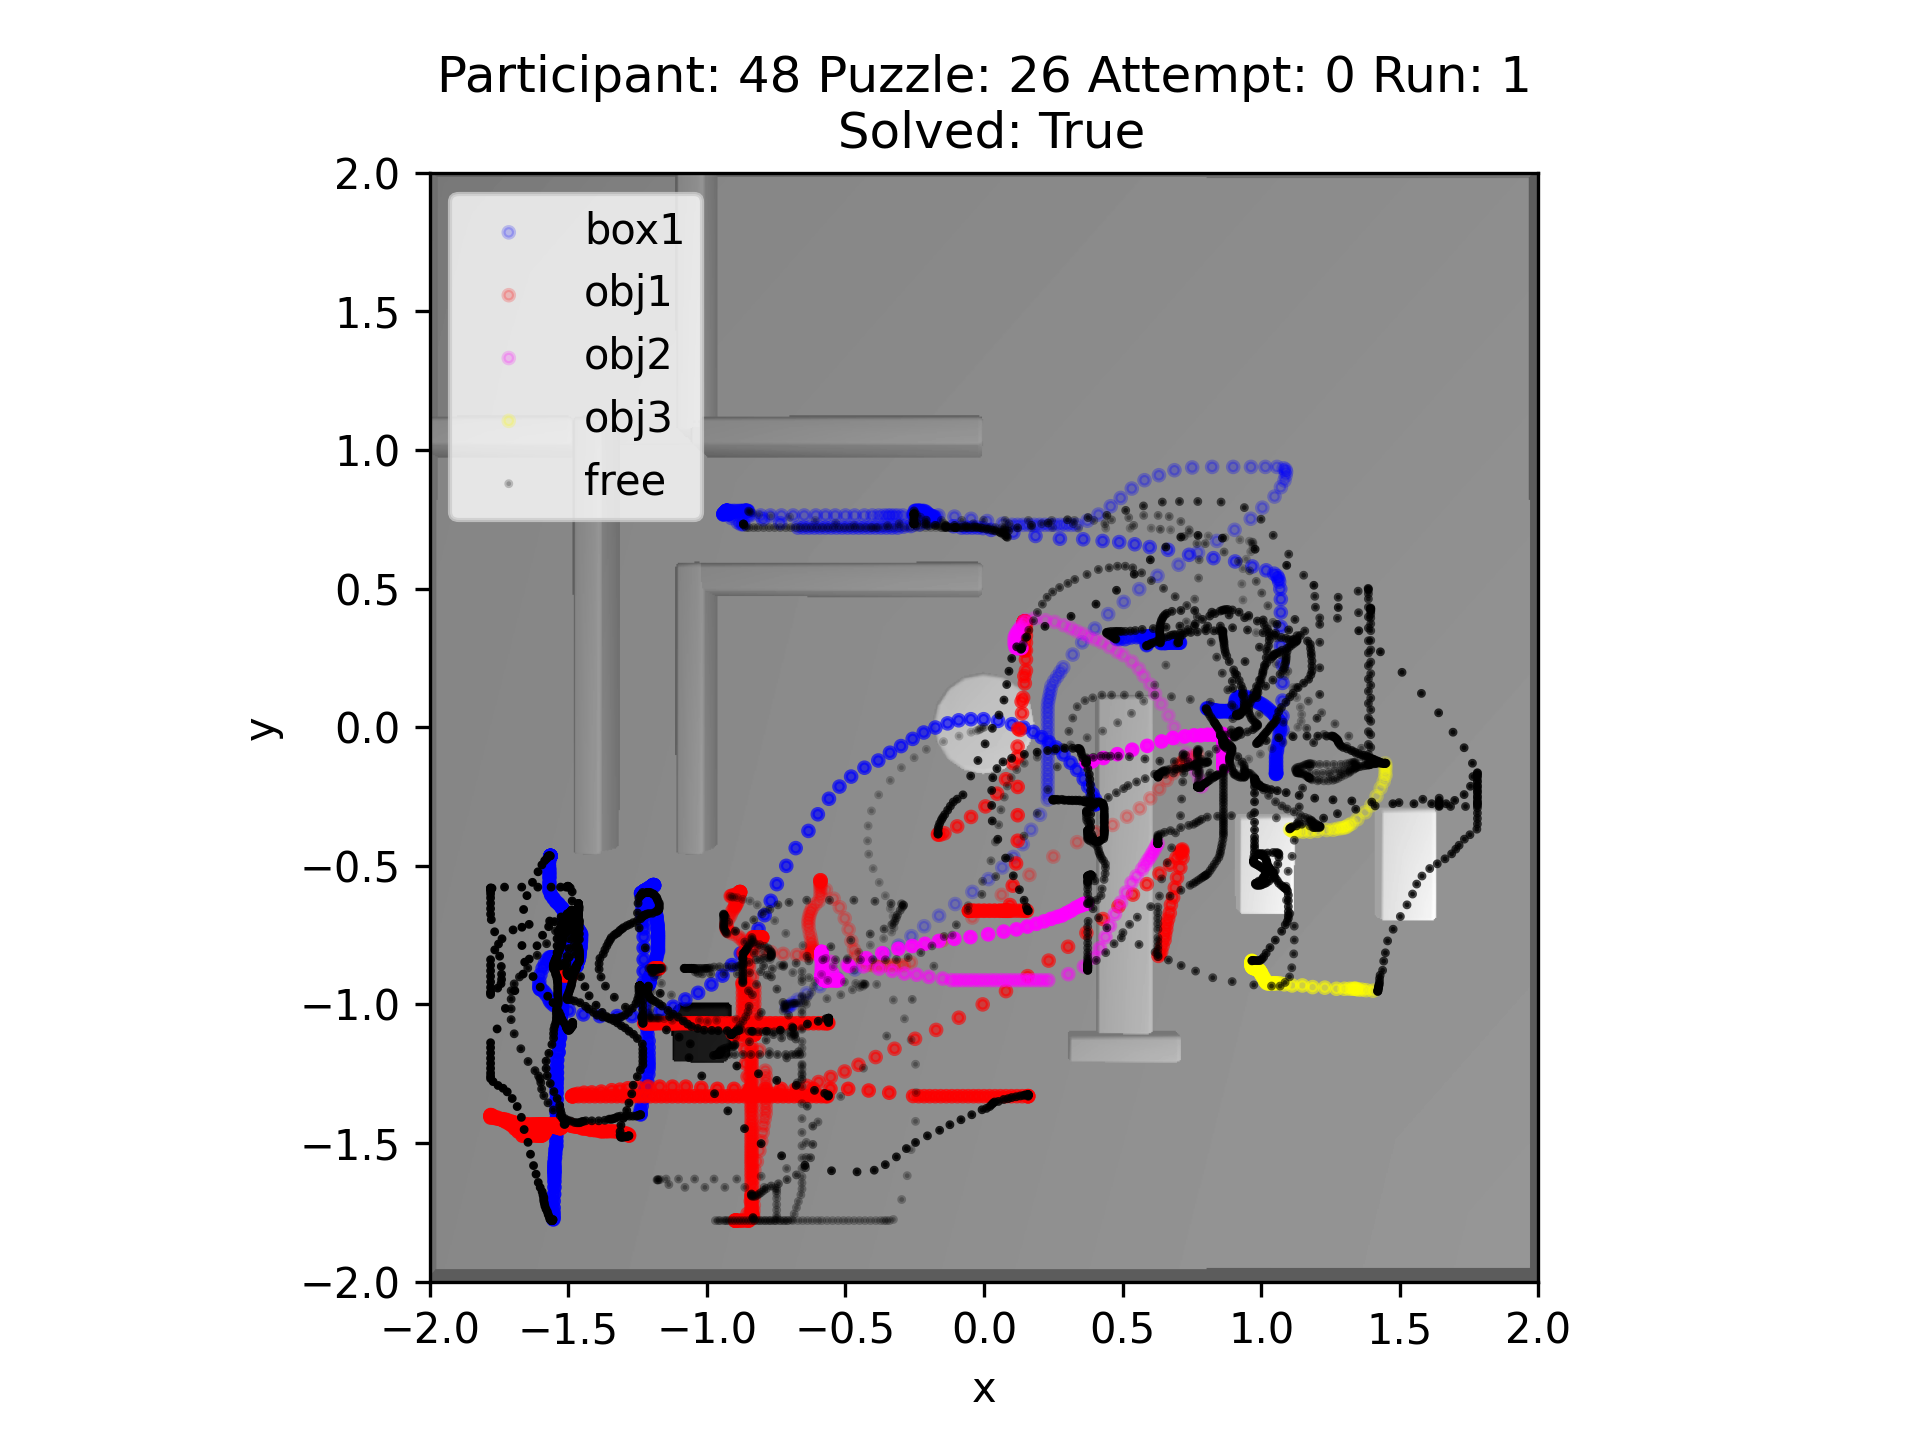 Participant: 48 Puzzle: 26 Attempt: 0 Run: 1
Solved: True
2.0
1.5
1.0
0.5
0.0
−0.5
−1.0
−1.5
−2.0
y
box1
obj1
obj2
obj3
free
−2.0 −1.5 −1.0 −0.5 0.0 0.5 1.0 1.5 2.0
x